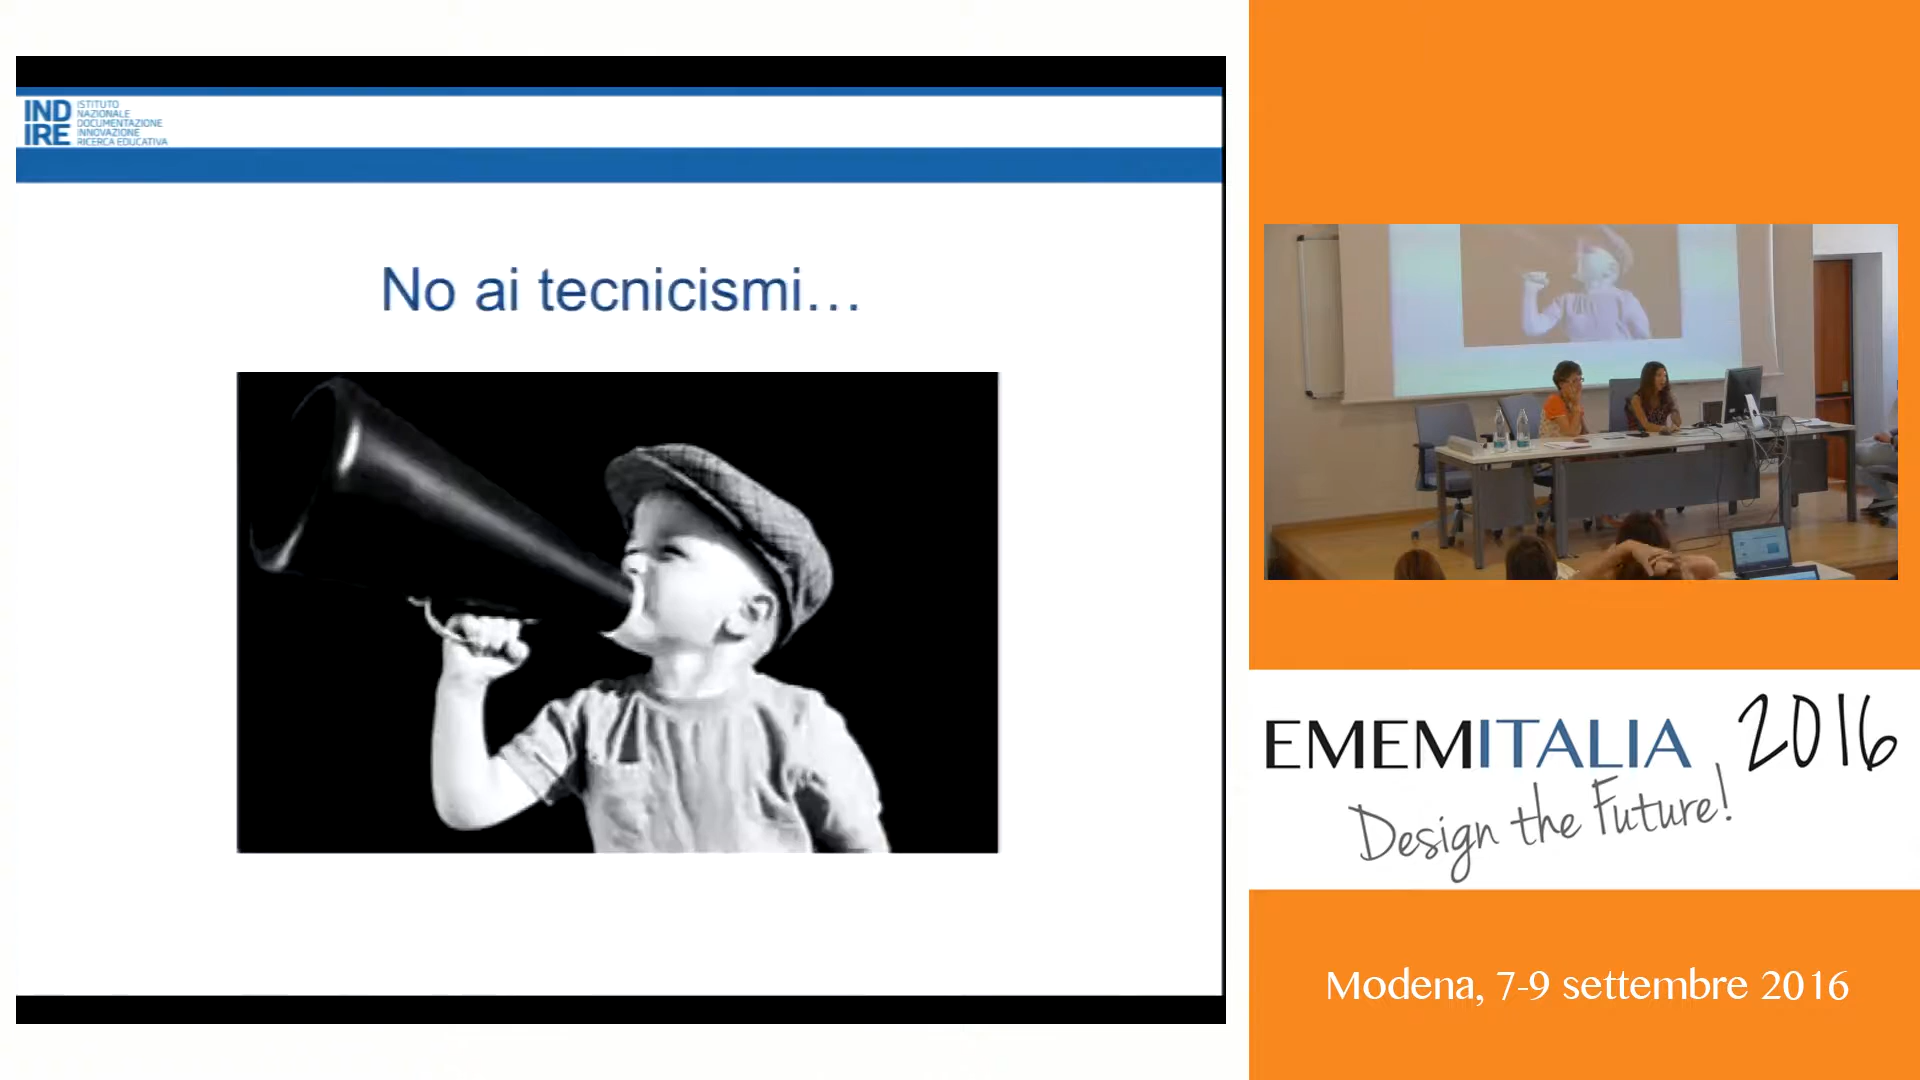 IND
IRE
ISTITUTO
NAZIONALE
DOCUMENTAZIONE
INNOVAZIONE
RICERCA EDUCATIVA
No ai tecnicismi…
EMEMITALIA 2016
Design the Future!
Modena, 7-9 settembre 2016